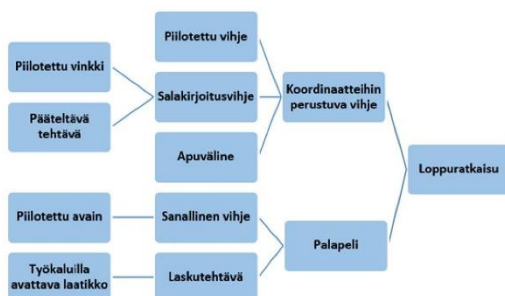 Piilotettu vihje
Piilotettu vinkki
Salakirjoitusvihje
Koordinaatteihin
perustuva vihje
Pääteltävä
tehtävä
Apuväline
Loppuratkaisu
Piilotettu avain
Sanallinen vihje
Palapeli
Työkaluilla
avattava laatikko
Laskutehtävä